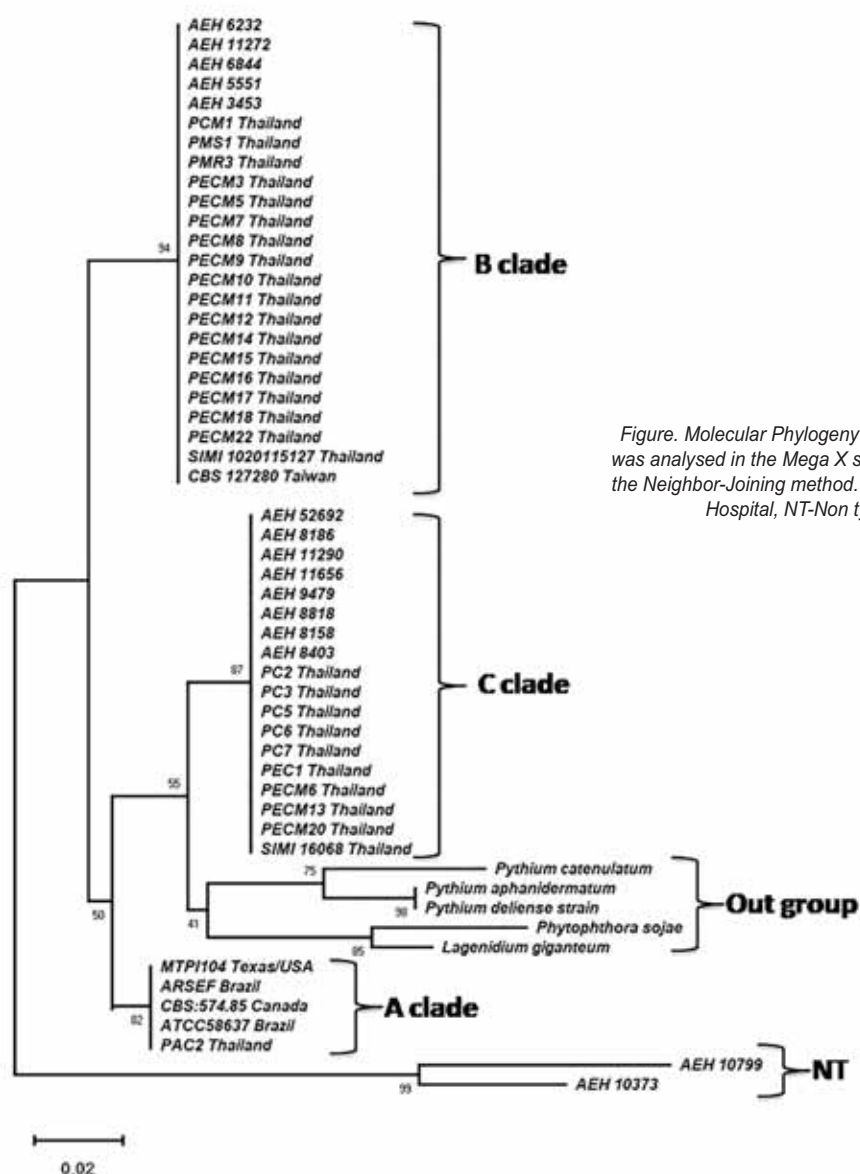 AEH 6232
AEH 11272
AEH 6844
AEH 5551
AEH 3453
PCM1 Thailand
PMS1 Thailand
PMR3 Thailand
PECM3 Thailand
PECM5 Thailand
PECM7 Thailand
PECM8 Thailand
94
PECM9 Thailand
B clade
PECM10 Thailand
PECM11 Thailand
PECM12 Thailand
PECM14 Thailand
PECM15 Thailand
PECM16 Thailand
PECM17 Thailand
PECM18 Thailand
PECM22 Thailand
SIMI 1020115127 Thailand
CBS 127280 Taiwan
Figure. Molecular Phylogeny
was analysed in the Mega X s
the Neighbor-Joining method.
Hospital, NT-Non ty
AEH 52692
AEH 8186
AEH 11290
AEH 11656
AEH 9479
AEH 8818
AEH 8158
AEH 8403
PC2 Thailand
PC3 Thailand
C clade
PC5 Thailand
PC6 Thailand
PC7 Thailand
PEC1 Thailand
55
PECM6 Thailand
PECM13 Thailand
PECM20 Thailand
SIMI 16068 Thailand
75
Pythium catenulatum
Pythium aphanidermatum
98
Pythium deliense strain
Out group
50
41
Phytophthora sojae
Lagenidium giganteum
MTPI104 Texas/USA
ARSEF Brazil
CBS:574.85 Canada
A clade
ATCC58637 Brazil
PAC2 Thailand
AEH 10799
NT
AEH 10373
99
0.02